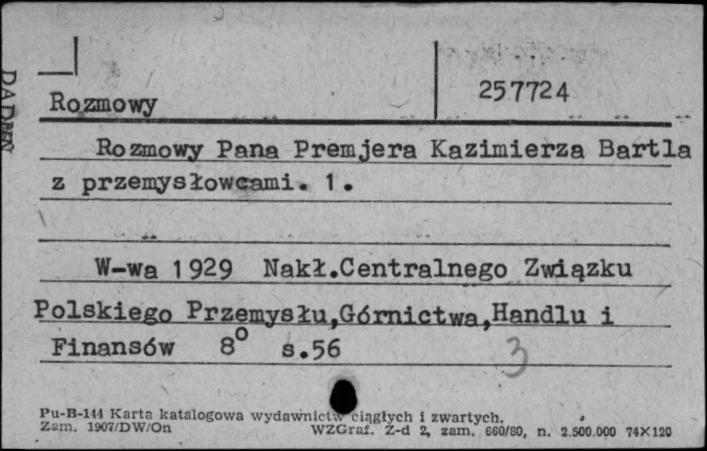 Rozmowy
257724
Rozmowy Pana Premjera Kazimierza Bartla
z przemysłowcami. 1.
W-wa 1929 Nakł.Centralnego Związku
Polskiego Przemysłu,Górnictwa,Handlu i
Finansów 8° s.56
3
Pu-B-144 Karta katalogowa wydawnictw ciągłych i zwartych.
Zam. 1907/DW/On WZGraf. Z-d 2, zam. 660/80, n. 2.500.000 74×120